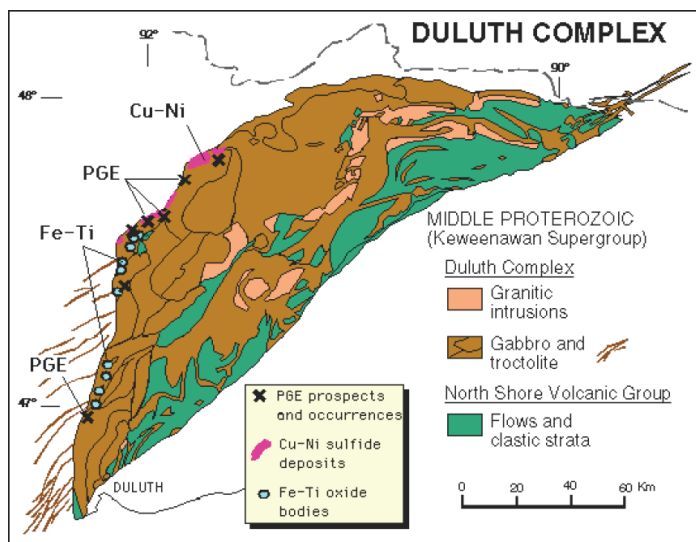 DULUTH COMPLEX
92°
90°
48°
Cu-Ni
PGE
Fe-Ti
MIDDLE PROTEROZOIC
(Keweenawan Supergroup)
Duluth Complex
Granitic
intrusions
Gabbro and
troctolite
North Shore Volcanic Group
Flows and
clastic strata
PGE
47°
DULUTH
PGE prospects
and occurrences
Cu-Ni sulfide
deposits
Fe-Ti oxide
bodies
0 20 40 60 Km